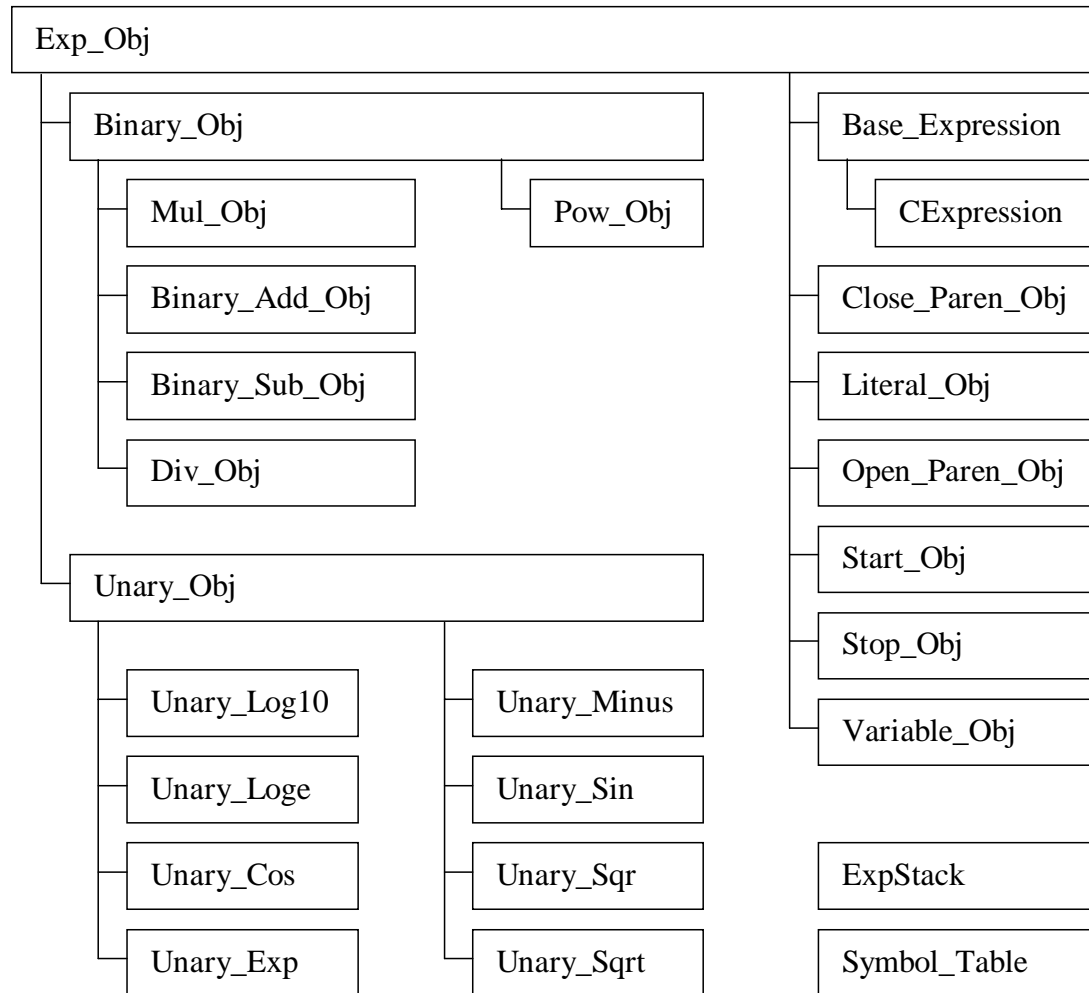 Exp_Obj
Binary_Obj
Mul_Obj
Binary_Add_Obj
Binary_Sub_Obj
Div_Obj
Pow_Obj
Unary_Obj
Unary_Log10
Unary_Loge
Unary_Cos
Unary_Exp
Unary_Minus
Unary_Sin
Unary_Sqr
Unary_Sqrt
Base_Expression
CExpression
Close_Paren_Obj
Literal_Obj
Open_Paren_Obj
Start_Obj
Stop_Obj
Variable_Obj
ExpStack
Symbol_Table